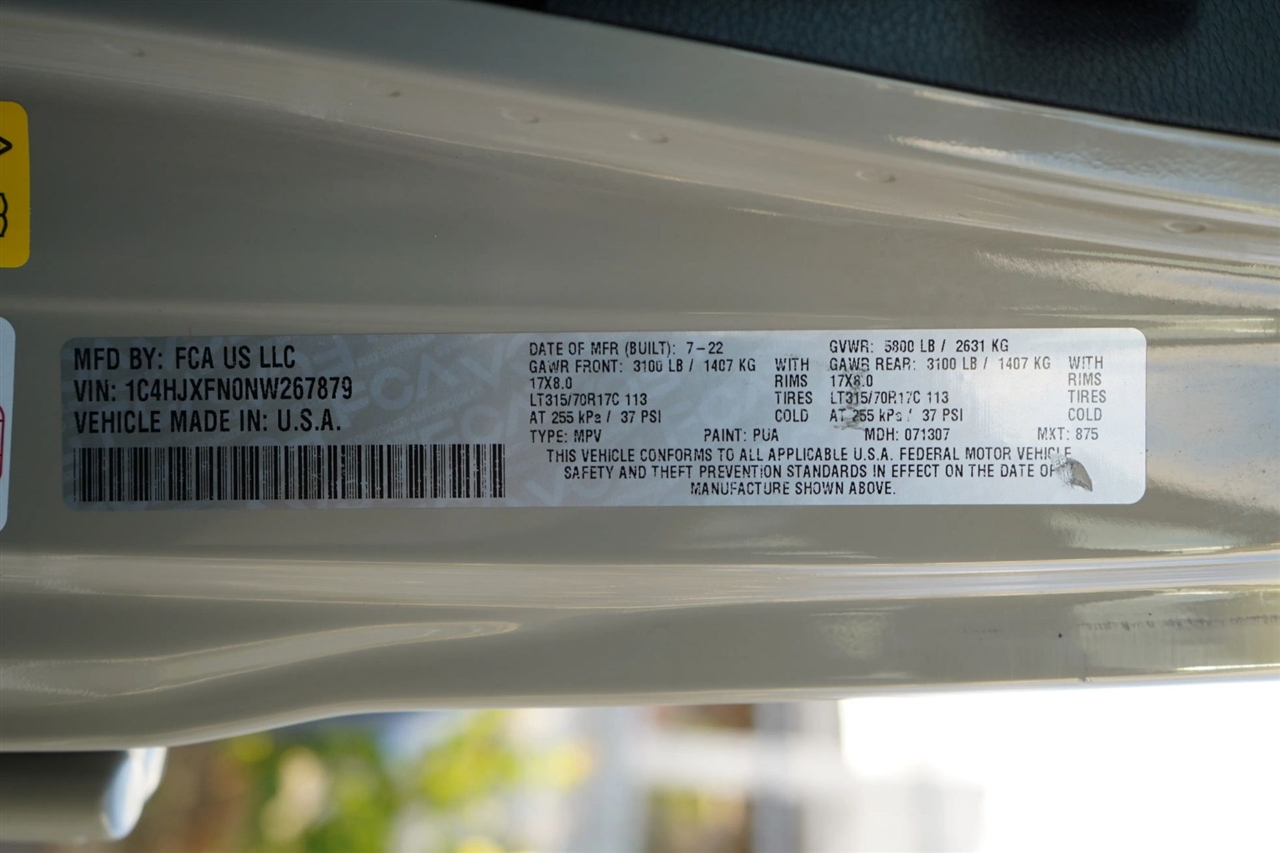 MFD BY: FCA US LLC
VIN: 1C4HJXFN0NW267879
VEHICLE MADE IN: U.S.A.
DATE OF MFR (BUILT): 7-22 GVWR: 5800 LB / 2631 KG
GAWR FRONT: 3100 LB / 1407 KG WITH GAWR REAR: 3100 LB / 1407 KG WITH
17X8.0 RIMS 17X8.0 RIMS
LT315/70R17C 113 TIRES LT315/70R17C 113 TIRES
AT 255 kPa / 37 PSI COLD AT 255 kPa / 37 PSI COLD
TYPE: MPV PAINT: PUA MDH: 071307 MKT: 875
THIS VEHICLE CONFORMS TO ALL APPLICABLE U.S.A. FEDERAL MOTOR VEHICLE
SAFETY AND THEFT PREVENTION STANDARDS IN EFFECT ON THE DATE OF
MANUFACTURE SHOWN ABOVE.